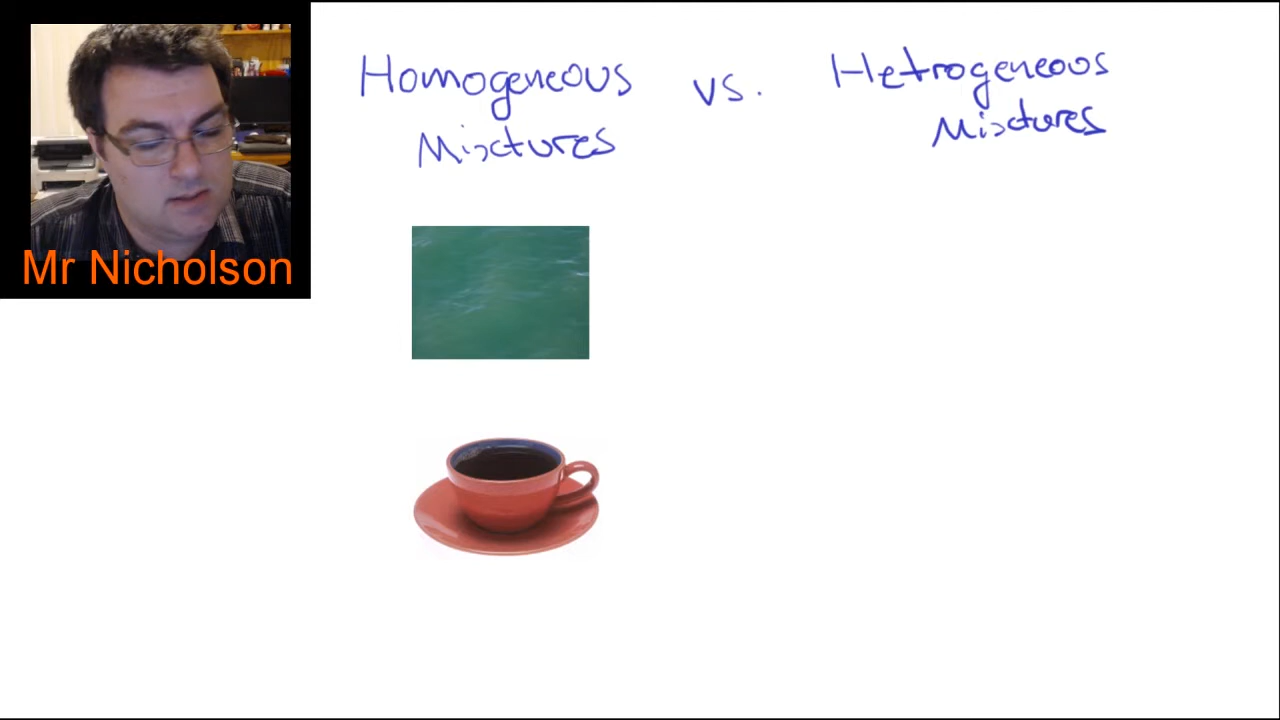 Homogeneous
Mixtures
vs.
Hetrogeneous
Mixtures
Mr Nicholson